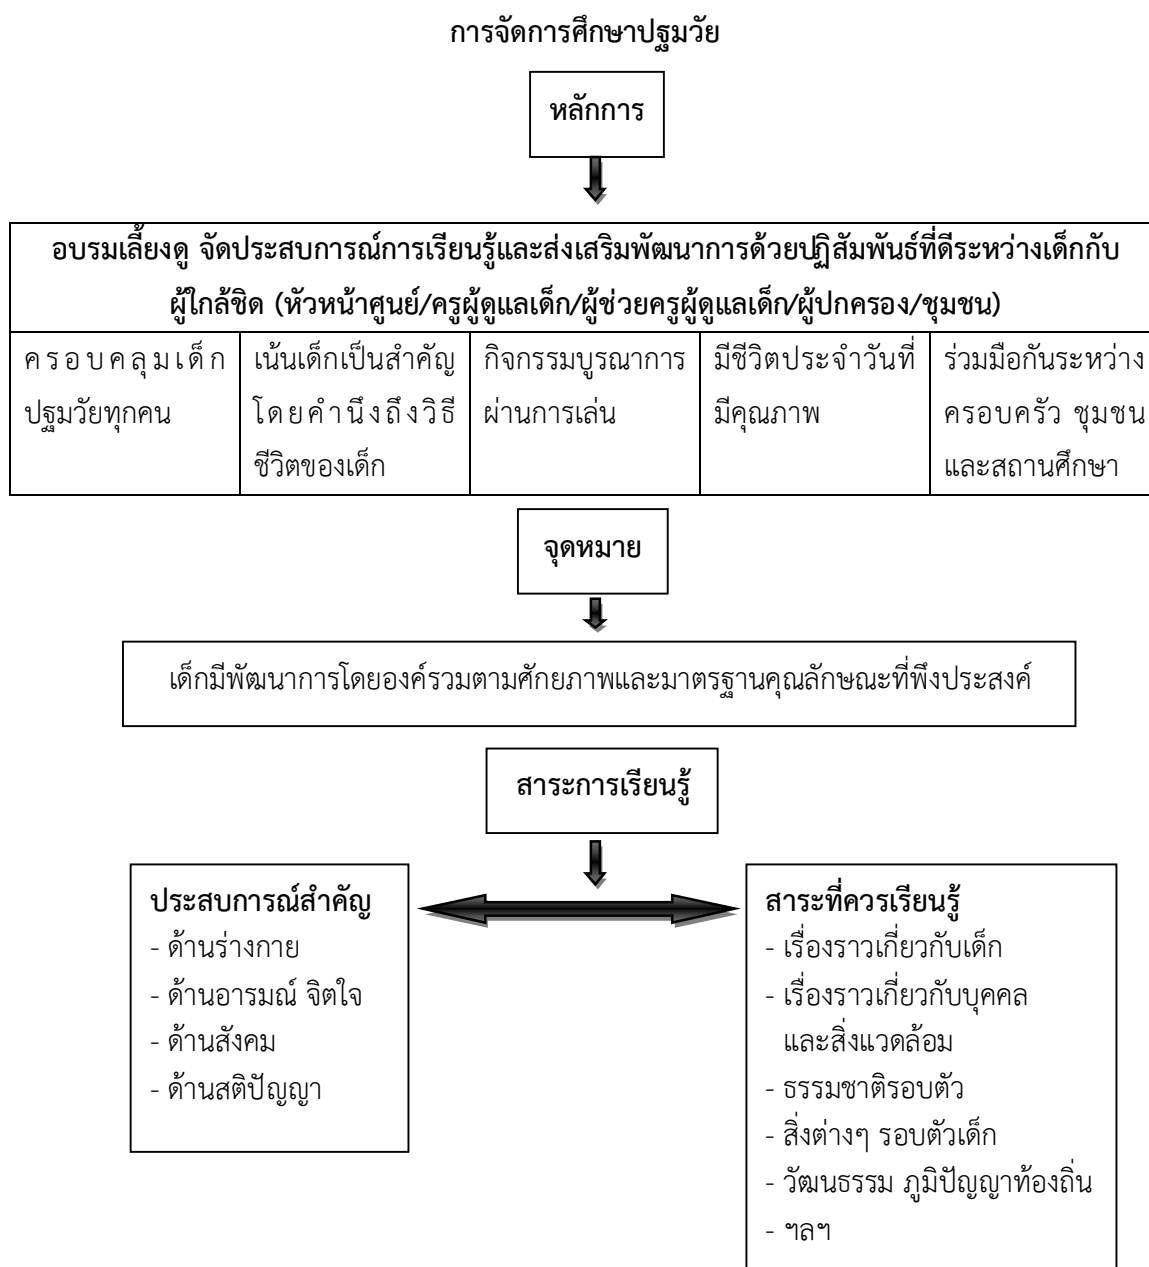 การจัดการศึกษาปฐมวัย
หลักการ
อบรมเลี้ยงดู จัดประสบการณ์การเรียนรู้และส่งเสริมพัฒนาการด้วยปฏิสัมพันธ์ที่ดีระหว่างเด็กกับ
ผู้ใกล้ชิด (หัวหน้าศูนย์/ครูผู้ดูแลเด็ก/ผู้ช่วยครูผู้ดูแลเด็ก/ผู้ปกครอง/ชุมชน)
ครอบคลุมเด็ก
ปฐมวัยทุกคน
เน้นเด็กเป็นสำคัญ
โดยคำนึงถึงวิธี
ชีวิตของเด็ก
กิจกรรมบูรณาการ
ผ่านการเล่น
มีชีวิตประจำวันที่
มีคุณภาพ
ร่วมมือกันระหว่าง
ครอบครัว ชุมชน
และสถานศึกษา
จุดหมาย
เด็กมีพัฒนาการโดยองค์รวมตามศักยภาพและมาตรฐานคุณลักษณะที่พึงประสงค์
สาระการเรียนรู้
ประสบการณ์สำคัญ
- ด้านร่างกาย
- ด้านอารมณ์ จิตใจ
- ด้านสังคม
- ด้านสติปัญญา
สาระที่ควรเรียนรู้
- เรื่องราวเกี่ยวกับเด็ก
- เรื่องราวเกี่ยวกับบุคคล
และสิ่งแวดล้อม
- ธรรมชาติรอบตัว
- สิ่งต่างๆ รอบตัวเด็ก
- วัฒนธรรม ภูมิปัญญาท้องถิ่น
- ฯลฯ